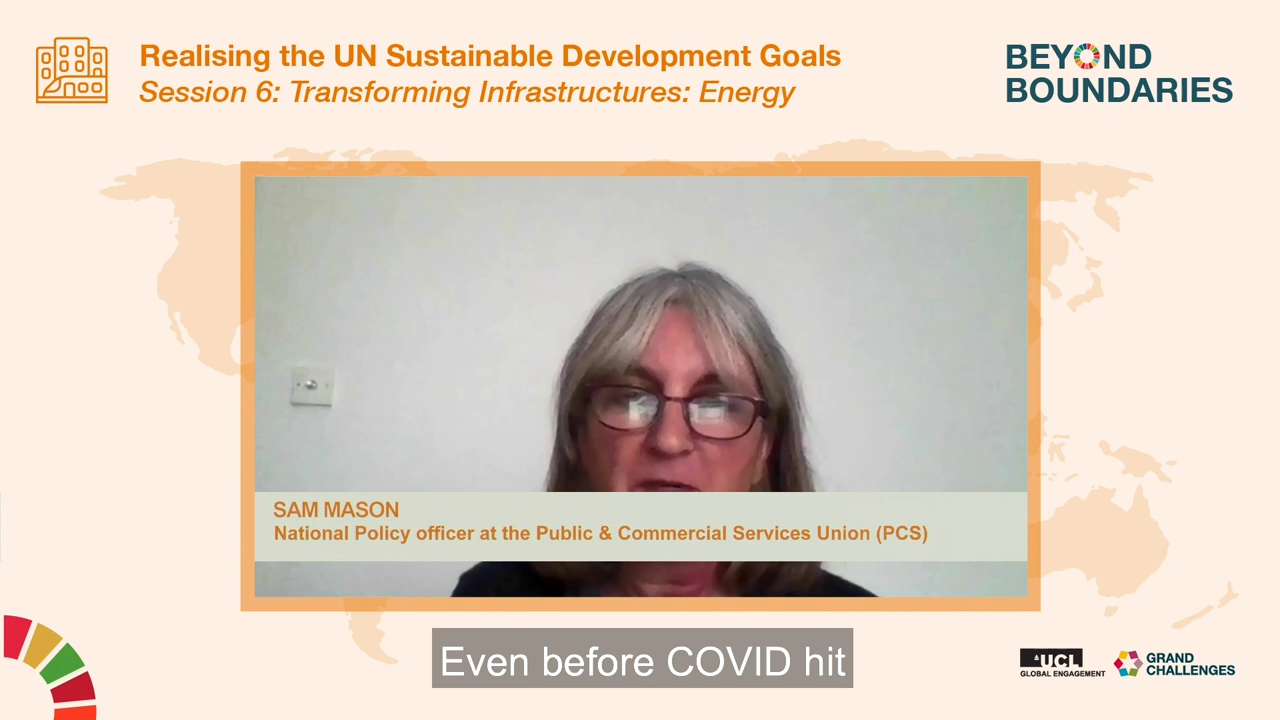 Realising the UN Sustainable Development Goals
Session 6: Transforming Infrastructures: Energy
BEYOND
BOUNDARIES
SAM MASON
National Policy officer at the Public & Commercial Services Union (PCS)
Even before COVID hit
UCL
GLOBAL ENGAGEMENT
GRAND
CHALLENGES